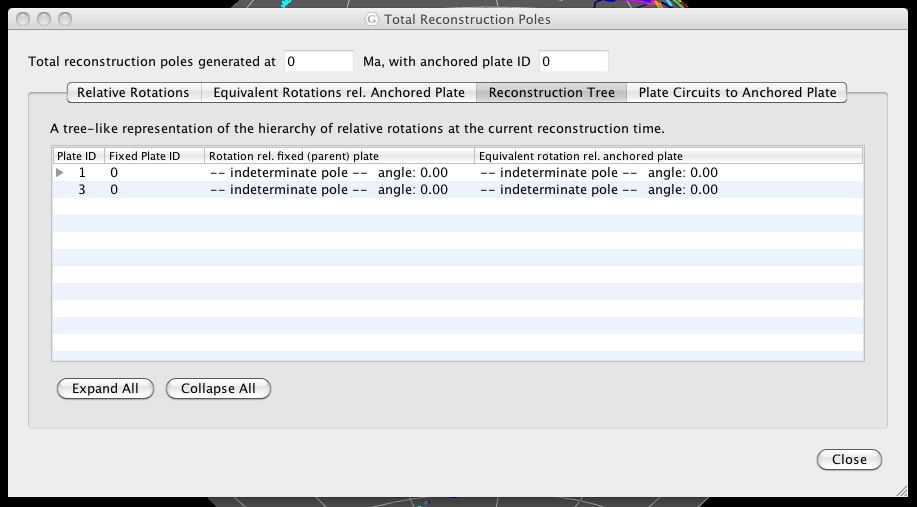 Total Reconstruction Poles
Total reconstruction poles generated at 0 Ma, with anchored plate ID 0
Relative Rotations Equivalent Rotations rel. Anchored Plate Reconstruction Tree Plate Circuits to Anchored Plate
A tree-like representation of the hierarchy of relative rotations at the current reconstruction time.
Plate ID Fixed Plate ID Rotation rel. fixed (parent) plate Equivalent rotation rel. anchored plate
1 0 -- indeterminate pole -- angle: 0.00 -- indeterminate pole -- angle: 0.00
3 0 -- indeterminate pole -- angle: 0.00 -- indeterminate pole -- angle: 0.00
Expand All Collapse All
Close